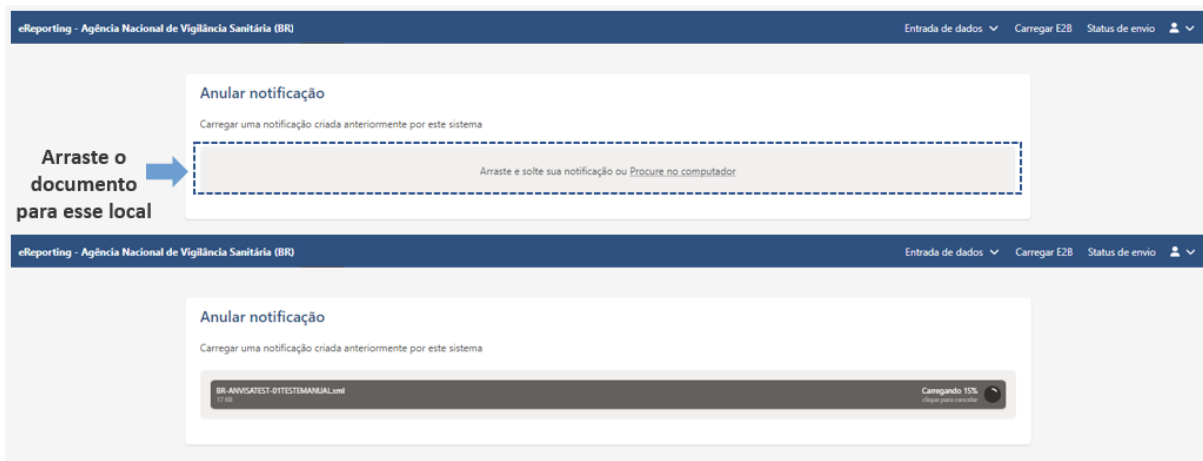 eReporting - Agência Nacional de Vigilância Sanitária (BR)
Entrada de dados Carregar E2B Status de envio
Anular notificação
Carregar uma notificação criada anteriormente por este sistema
Arraste o
documento
para esse local
Arraste e solte sua notificação ou Procure no computador
eReporting - Agência Nacional de Vigilância Sanitária (BR)
Entrada de dados Carregar E2B Status de envio
Anular notificação
Carregar uma notificação criada anteriormente por este sistema
BR-ANVISATEST-01TESTEMANUAL.xml
17 KB
Carregando 15%
clique para cancelar